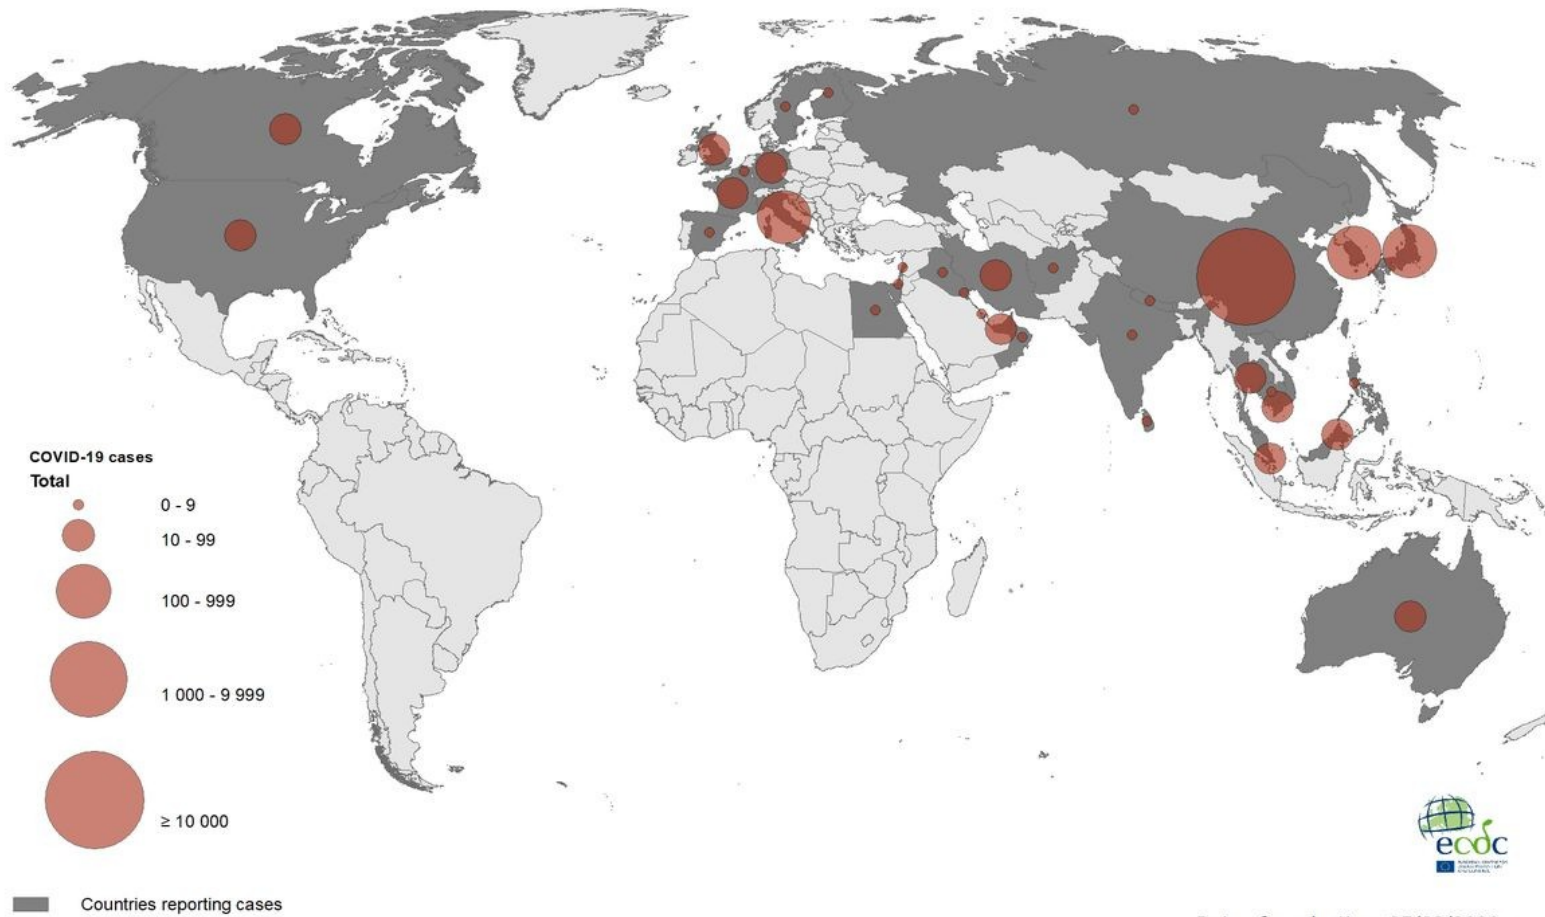 COVID-19 cases
Total
0 - 9
10 - 99
100 - 999
1 000 - 9 999
≥ 10 000
Countries reporting cases
ecdc